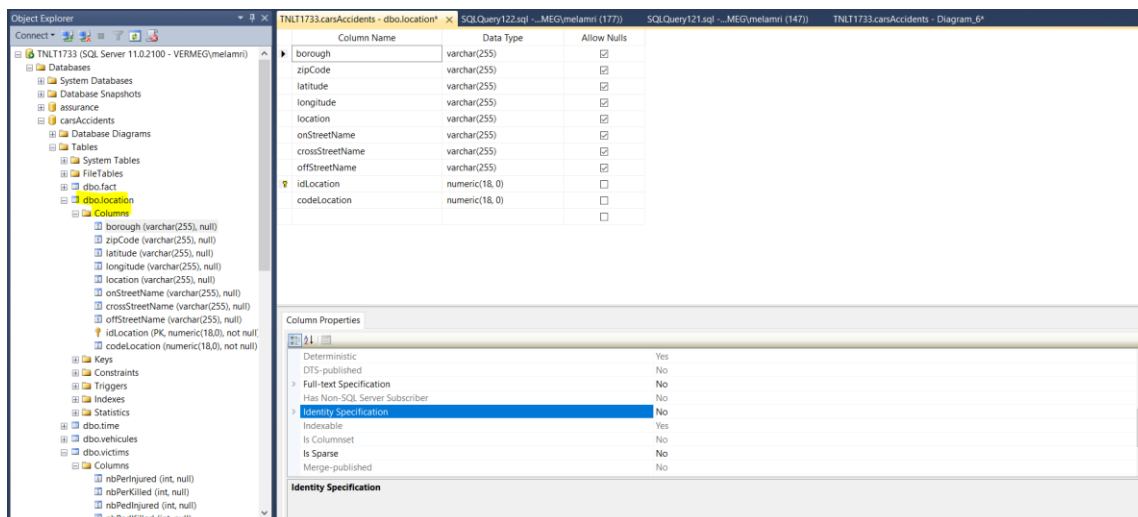 Object Explorer
Connect
TNLT1733 (SQL Server 11.0.2100 - VERMEG\melamri)
Databases
System Databases
Database Snapshots
assurance
carsAccidents
Database Diagrams
Tables
System Tables
FileTables
dbo.fact
dbo.location
Columns
borough (varchar(255), null)
zipCode (varchar(255), null)
latitude (varchar(255), null)
longitude (varchar(255), null)
location (varchar(255), null)
onStreetName (varchar(255), null)
crossStreetName (varchar(255), null)
offStreetName (varchar(255), null)
idLocation (PK, numeric(18,0), not null)
codeLocation (numeric(18,0), not null)
Keys
Constraints
Triggers
Indexes
Statistics
dbo.time
dbo.vehicules
dbo.victims
Columns
nbPerInjured (int, null)
nbPerKilled (int, null)
nbPedInjured (int, null)
TNLT1733.carsAccidents - dbo.location* SQLQuery122.sql -...MEG\melamri (177)) SQLQuery121.sql -...MEG\melamri (147)) TNLT1733.carsAccidents - Diagram_6*
Column Name Data Type Allow Nulls
borough varchar(255)
zipCode varchar(255)
latitude varchar(255)
longitude varchar(255)
location varchar(255)
onStreetName varchar(255)
crossStreetName varchar(255)
offStreetName varchar(255)
idLocation numeric(18, 0)
codeLocation numeric(18, 0)
Column Properties
Deterministic Yes
DTS-published No
Full-text Specification No
Has Non-SQL Server Subscriber No
Identity Specification No
Indexable Yes
Is Columnset No
Is Sparse No
Merge-published No
Identity Specification